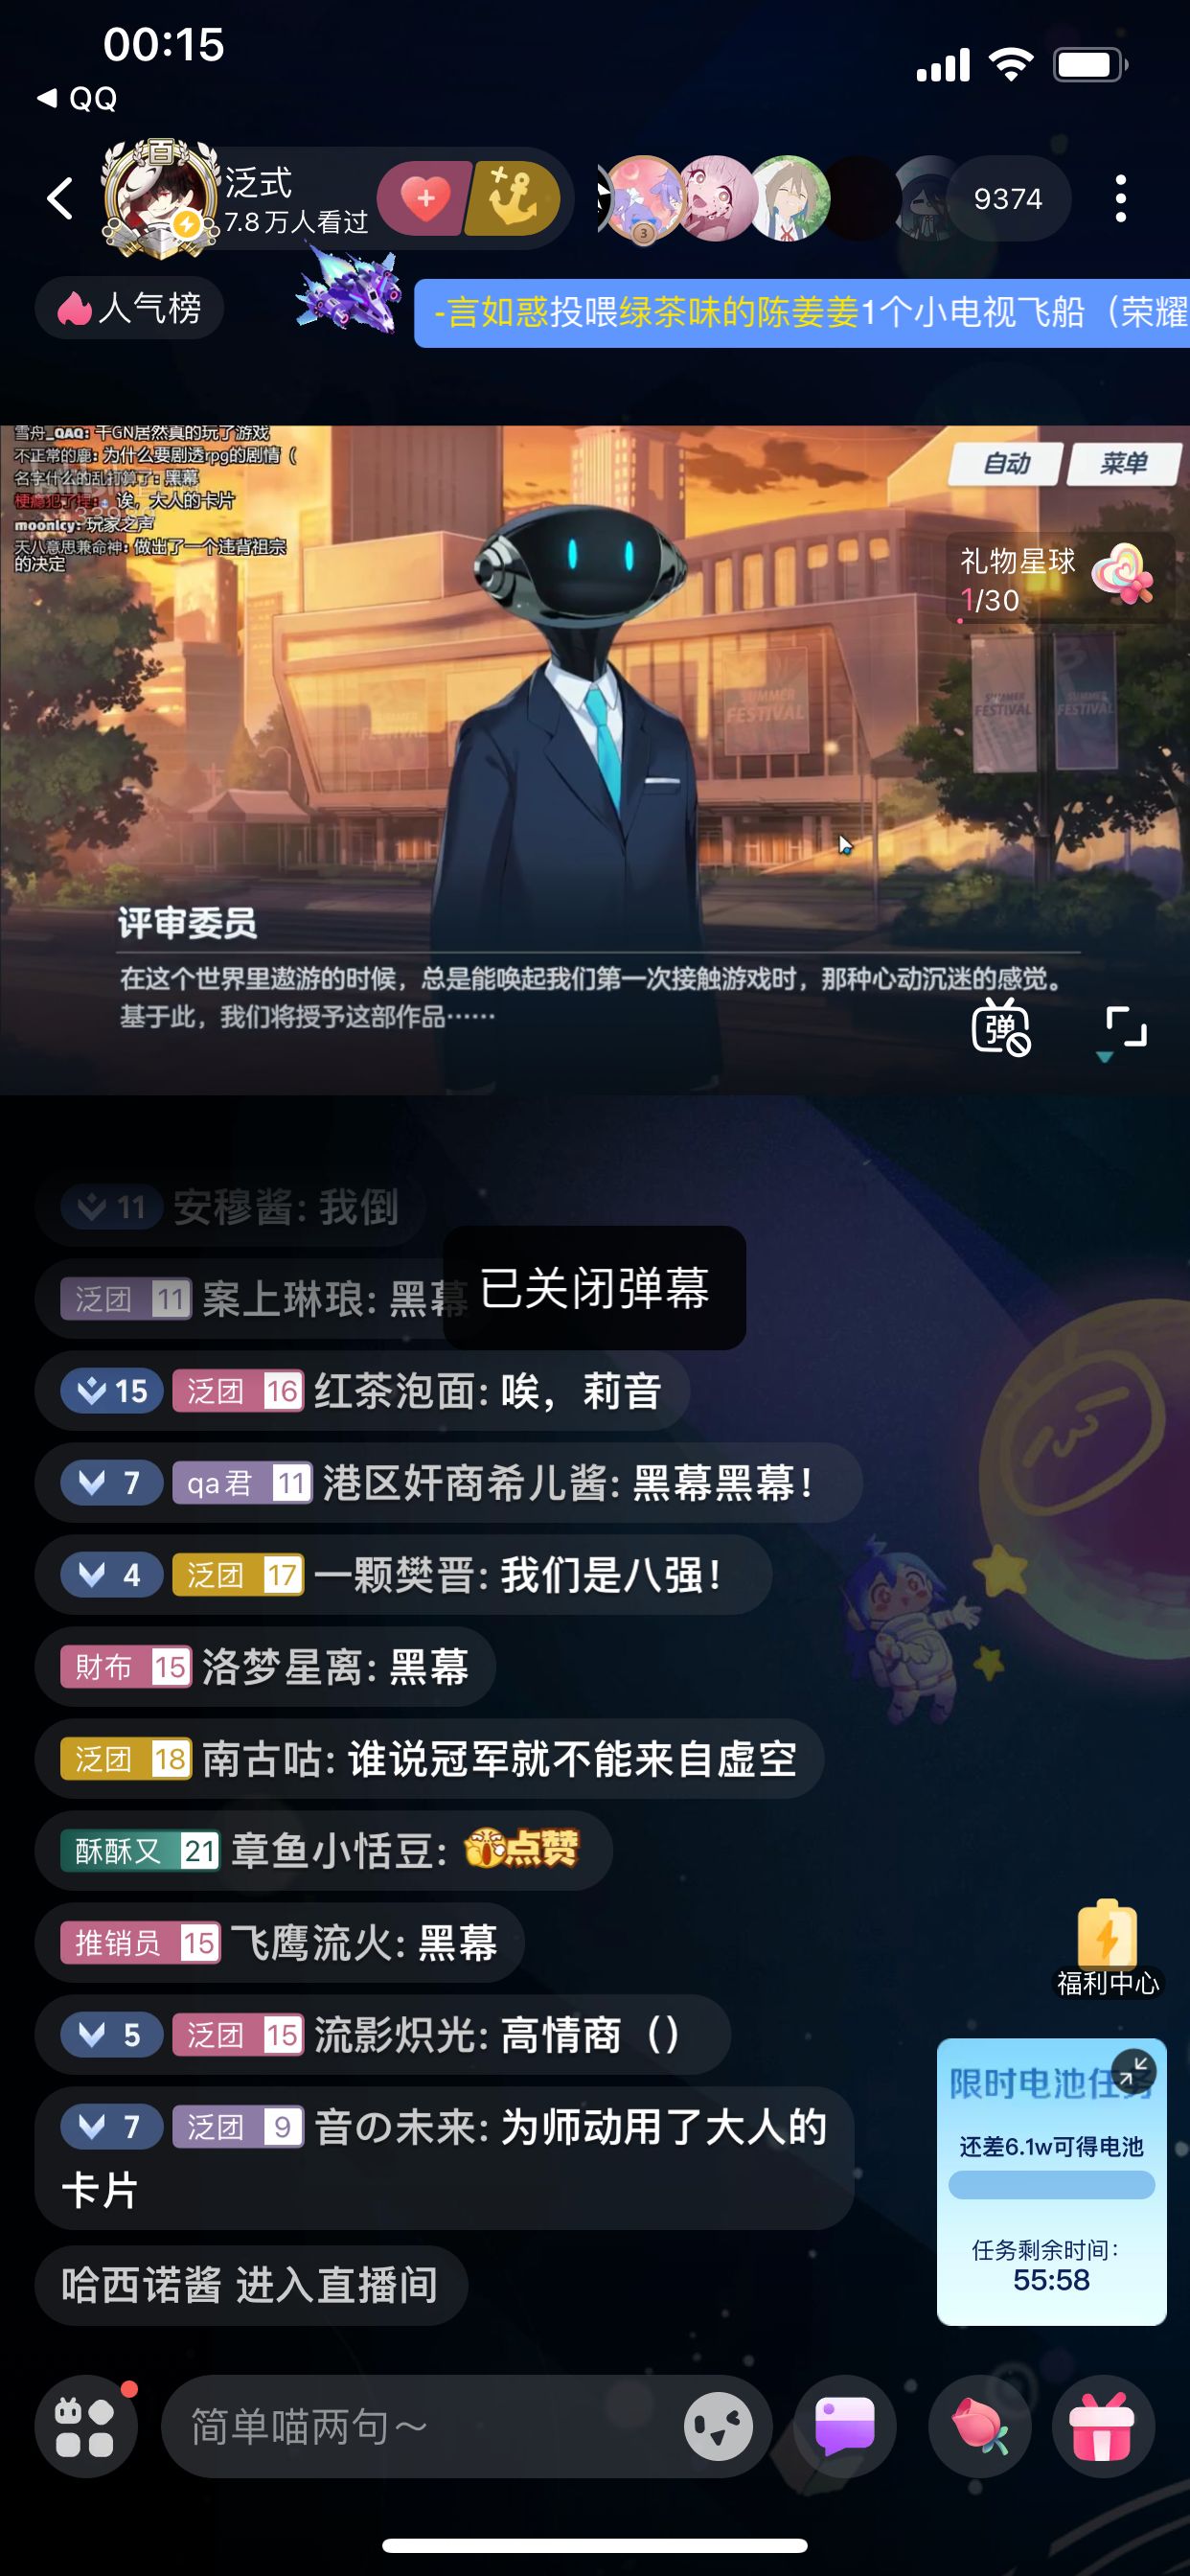 00:15
QQ
百
泛式
7.8万人看过
3
9374
人气榜
-言如惑投喂绿茶味的陈姜姜1个小电视飞船（荣耀
雪舟_QAQ: 千GN居然真的玩了游戏
不正常的鹿: 为什么要剧透rpg的剧情（
名字什么的乱打算了: 黑幕
诶，大人的卡片
moonlcy: 玩家之声
天八意思兼命神: 做出了一个违背祖宗
的决定
自动
菜单
礼物星球
1/30
SUMMER
FESTIVAL
SUMMER
FESTIVAL
SUMMER
FESTIVAL
FESTIVAL
评审委员
在这个世界里遨游的时候，总是能唤起我们第一次接触游戏时，那种心动沉迷的感觉。
基于此，我们将授予这部作品……
弹
11 安穆酱: 我倒
泛团 11 案上琳琅: 黑幕
已关闭弹幕
15 泛团 16 红茶泡面: 唉，莉音
7 qa君 11 港区奸商希儿酱: 黑幕黑幕！
4 泛团 17 一颗樊晋: 我们是八强！
財布 15 洛梦星离: 黑幕
泛团 18 南古咕: 谁说冠军就不能来自虚空
酥酥又 21 章鱼小恬豆: 点赞
推销员 15 飞鹰流火: 黑幕
福利中心
5 泛团 15 流影炽光: 高情商（）
7 泛团 9 音の未来: 为师动用了大人的
卡片
限时电池任务
还差6.1w可得电池
任务剩余时间:
55:58
哈西诺酱 进入直播间
简单喵两句～